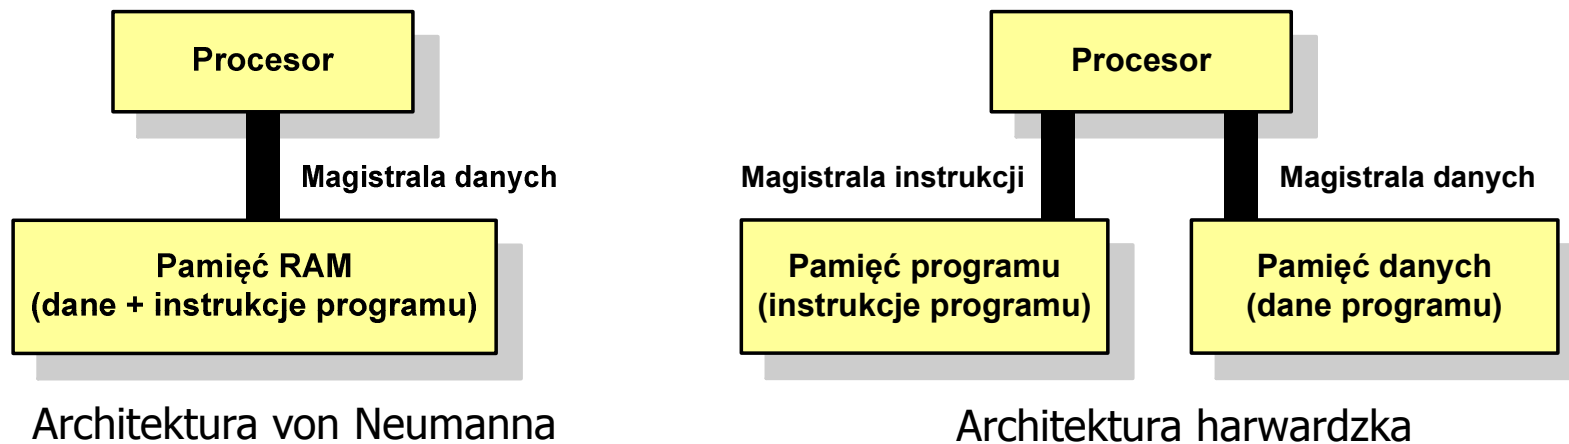 Procesor
Magistrala danych
Pamięć RAM
(dane + instrukcje programu)
Architektura von Neumanna
Procesor
Magistrala instrukcji
Magistrala danych
Pamięć programu
(instrukcje programu)
Pamięć danych
(dane programu)
Architektura harwardzka